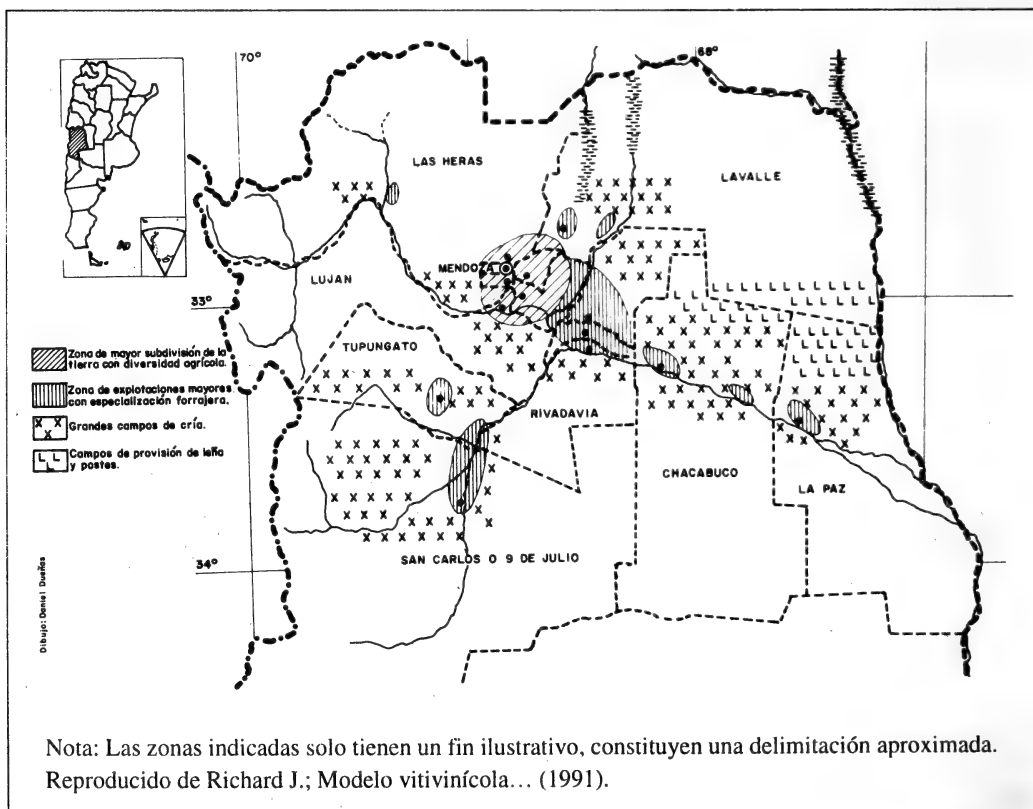 70°
68°
LAS HERAS
LAVALLE
MENDOZA
LUJAN
33°
TUPUNGATO
Zona de mayor subdivisión de la
tierra con diversidad agrícola.
Zona de explotaciones mayores
con especialización forrajera.
RIVADAVIA
X X Grandes campos de cría.
X X
L L Campos de provisión de leña
L L y postes.
CHACABUCO
LA PAZ
34°
SAN CARLOS O 9 DE JULIO
Dibujo: Daniel Dueñas
Nota: Las zonas indicadas solo tienen un fin ilustrativo, constituyen una delimitación aproximada.
Reproducido de Richard J.; Modelo vitivinícola... (1991).